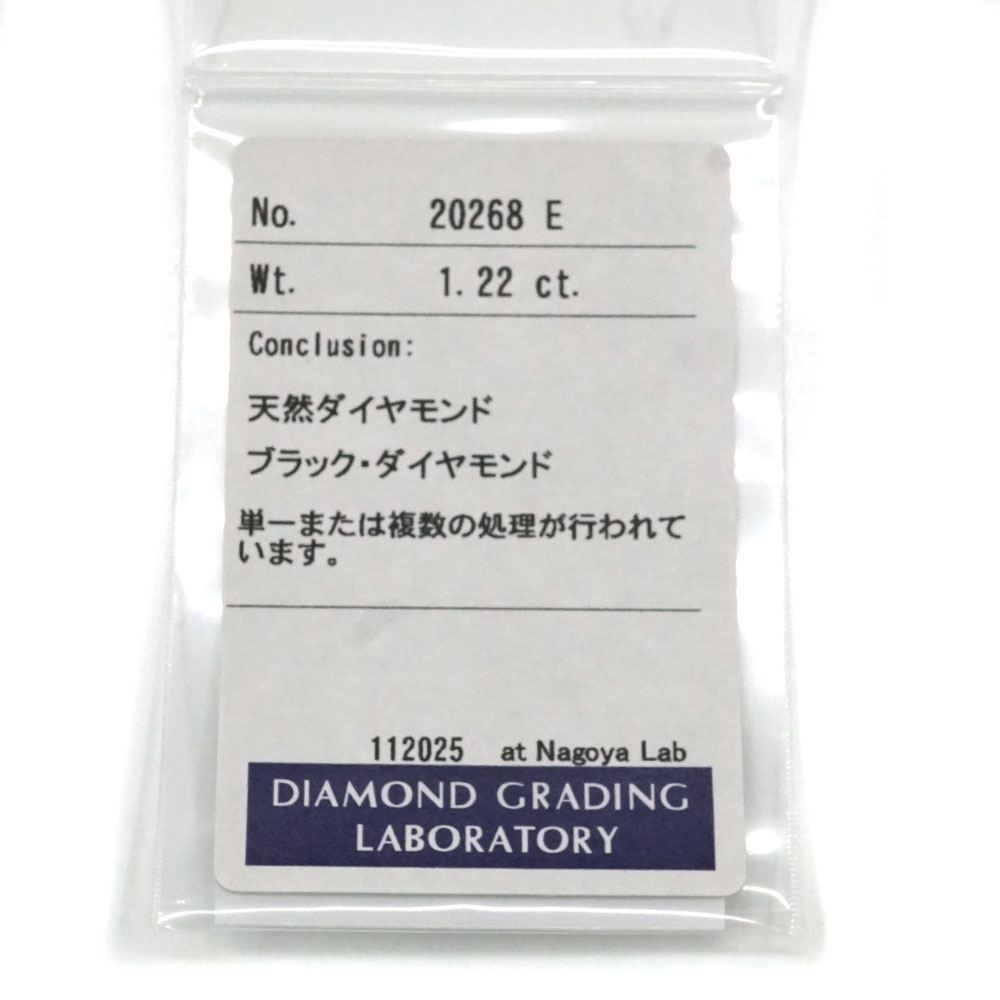 No. 20268 E
Wt. 1.22 ct.
Conclusion:
天然ダイヤモンド
ブラック・ダイヤモンド
単一または複数の処理が行われて
います。
112025 at Nagoya Lab
DIAMOND GRADING
LABORATORY